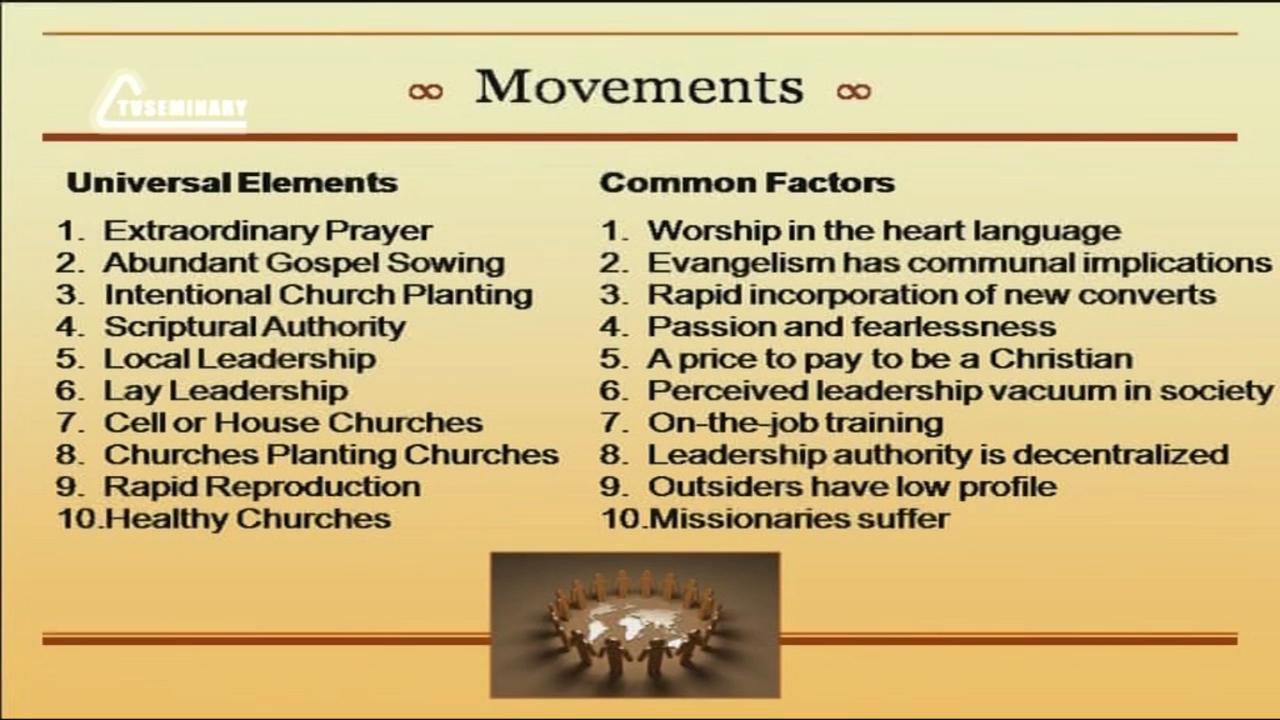 TVSEMINARY
∞ Movements ∞
Universal Elements
1. Extraordinary Prayer
2. Abundant Gospel Sowing
3. Intentional Church Planting
4. Scriptural Authority
5. Local Leadership
6. Lay Leadership
7. Cell or House Churches
8. Churches Planting Churches
9. Rapid Reproduction
10.Healthy Churches
Common Factors
1. Worship in the heart language
2. Evangelism has communal implications
3. Rapid incorporation of new converts
4. Passion and fearlessness
5. A price to pay to be a Christian
6. Perceived leadership vacuum in society
7. On-the-job training
8. Leadership authority is decentralized
9. Outsiders have low profile
10.Missionaries suffer